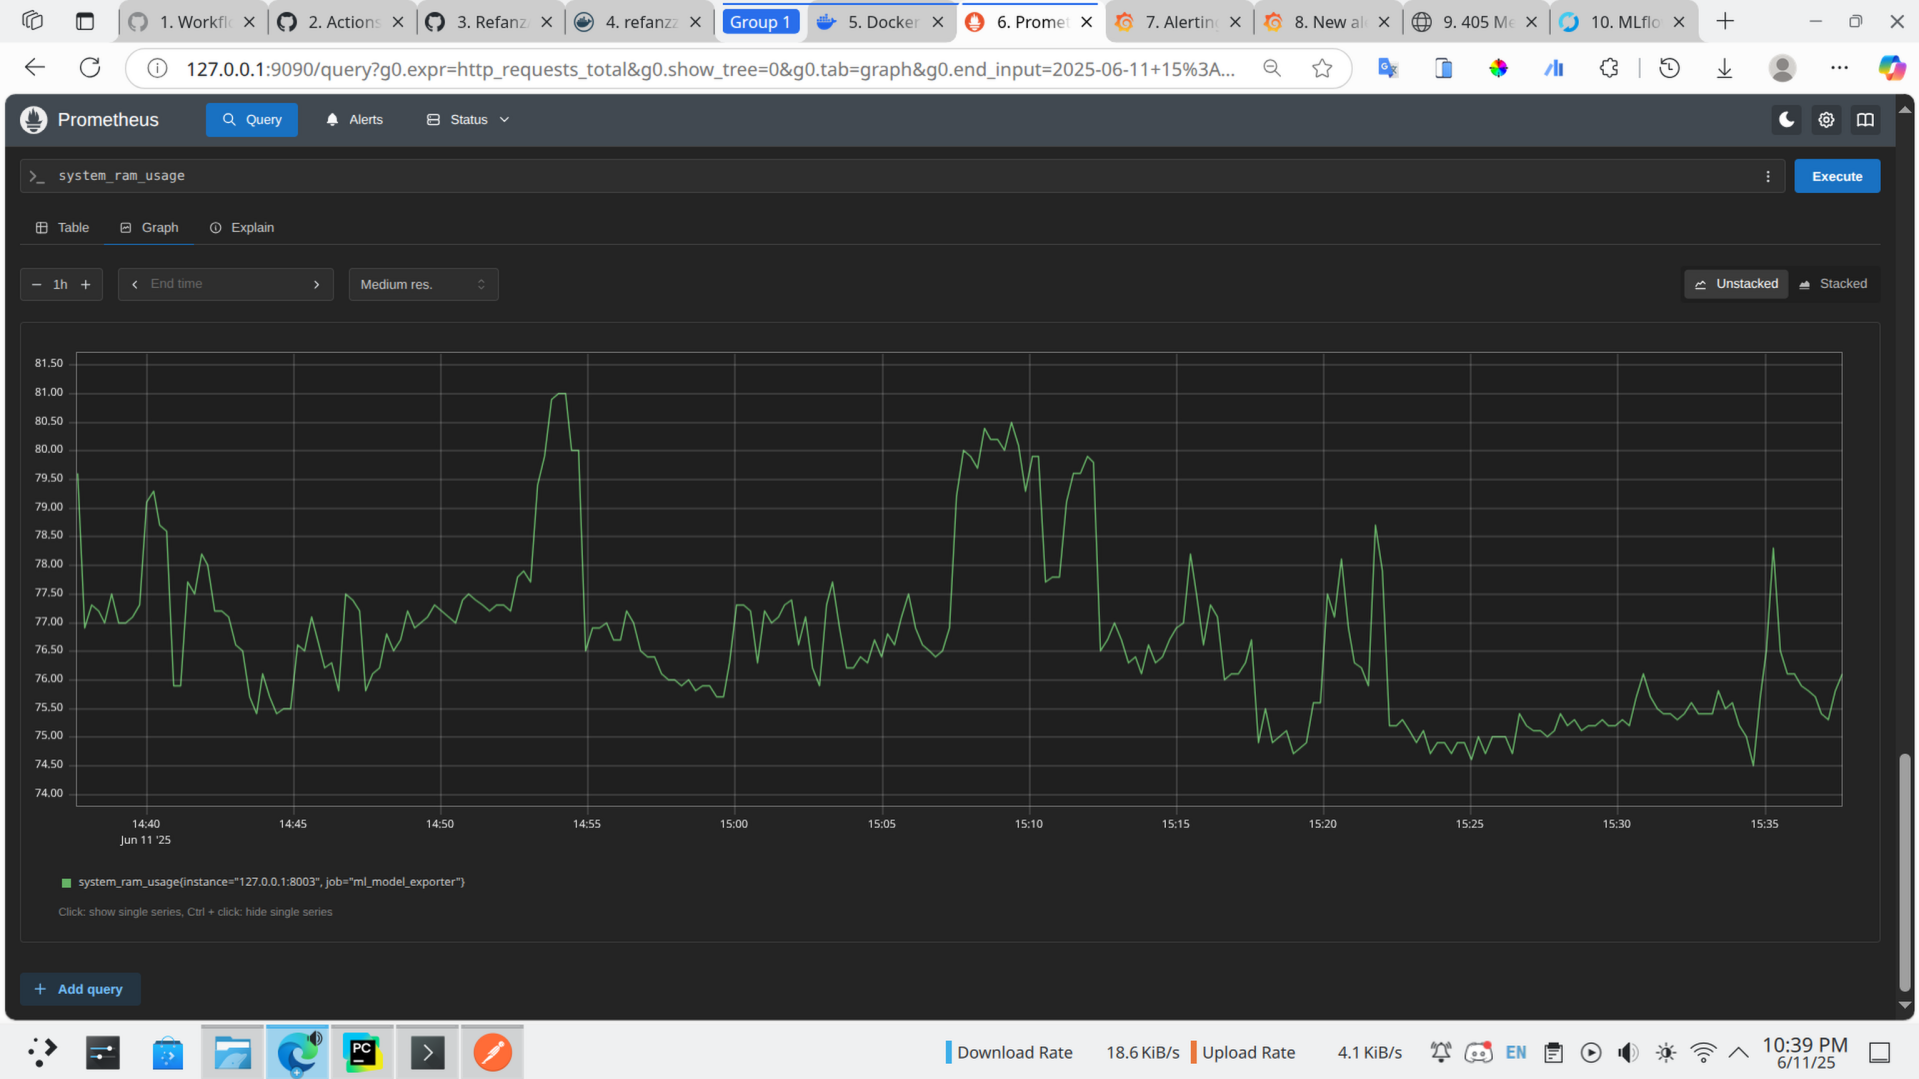 1. Workfl
2. Actions
3. Refanz
4. refanzz
Group 1
5. Docker
6. Promet
7. Alerting
8. New al
9. 405 Me
10. MLflo
127.0.0.1:9090/query?g0.expr=http_requests_total&g0.show_tree=0&g0.tab=graph&g0.end_input=2025-06-11+15%3A...
Prometheus
Query
Alerts
Status
>_ system_ram_usage
Execute
Table
Graph
Explain
1h
End time
Medium res.
Unstacked
Stacked
81.50
81.00
80.50
80.00
79.50
79.00
78.50
78.00
77.50
77.00
76.50
76.00
75.50
75.00
74.50
74.00
14:40 14:45 14:50 14:55 15:00 15:05 15:10 15:15 15:20 15:25 15:30 15:35
Jun 11 '25
system_ram_usage{instance="127.0.0.1:8003", job="ml_model_exporter"}
Click: show single series, Ctrl + click: hide single series
+ Add query
PC
Download Rate 18.6 KiB/s
Upload Rate 4.1 KiB/s
EN
10:39 PM
6/11/25